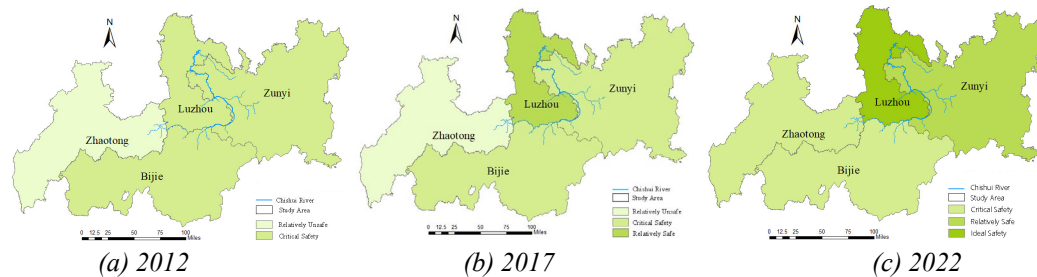 N
Zunyi
Luzhou
Zhaotong
Bijie
Chishui River
Study Area
Relatively Unsafe
Critical Safety
0 12.5 25 50 75 100
Miles
(a) 2012
N
Zunyi
Luzhou
Zhaotong
Bijie
Chishui River
Study Area
Relatively Unsafe
Critical Safety
Relatively Safe
0 12.5 25 50 75 100
Miles
(b) 2017
N
Zunyi
Luzhou
Zhaotong
Bijie
Chishui River
Study Area
Critical Safety
Relatively Safe
Ideal Safety
0 12.5 25 50 75 100
Miles
(c) 2022